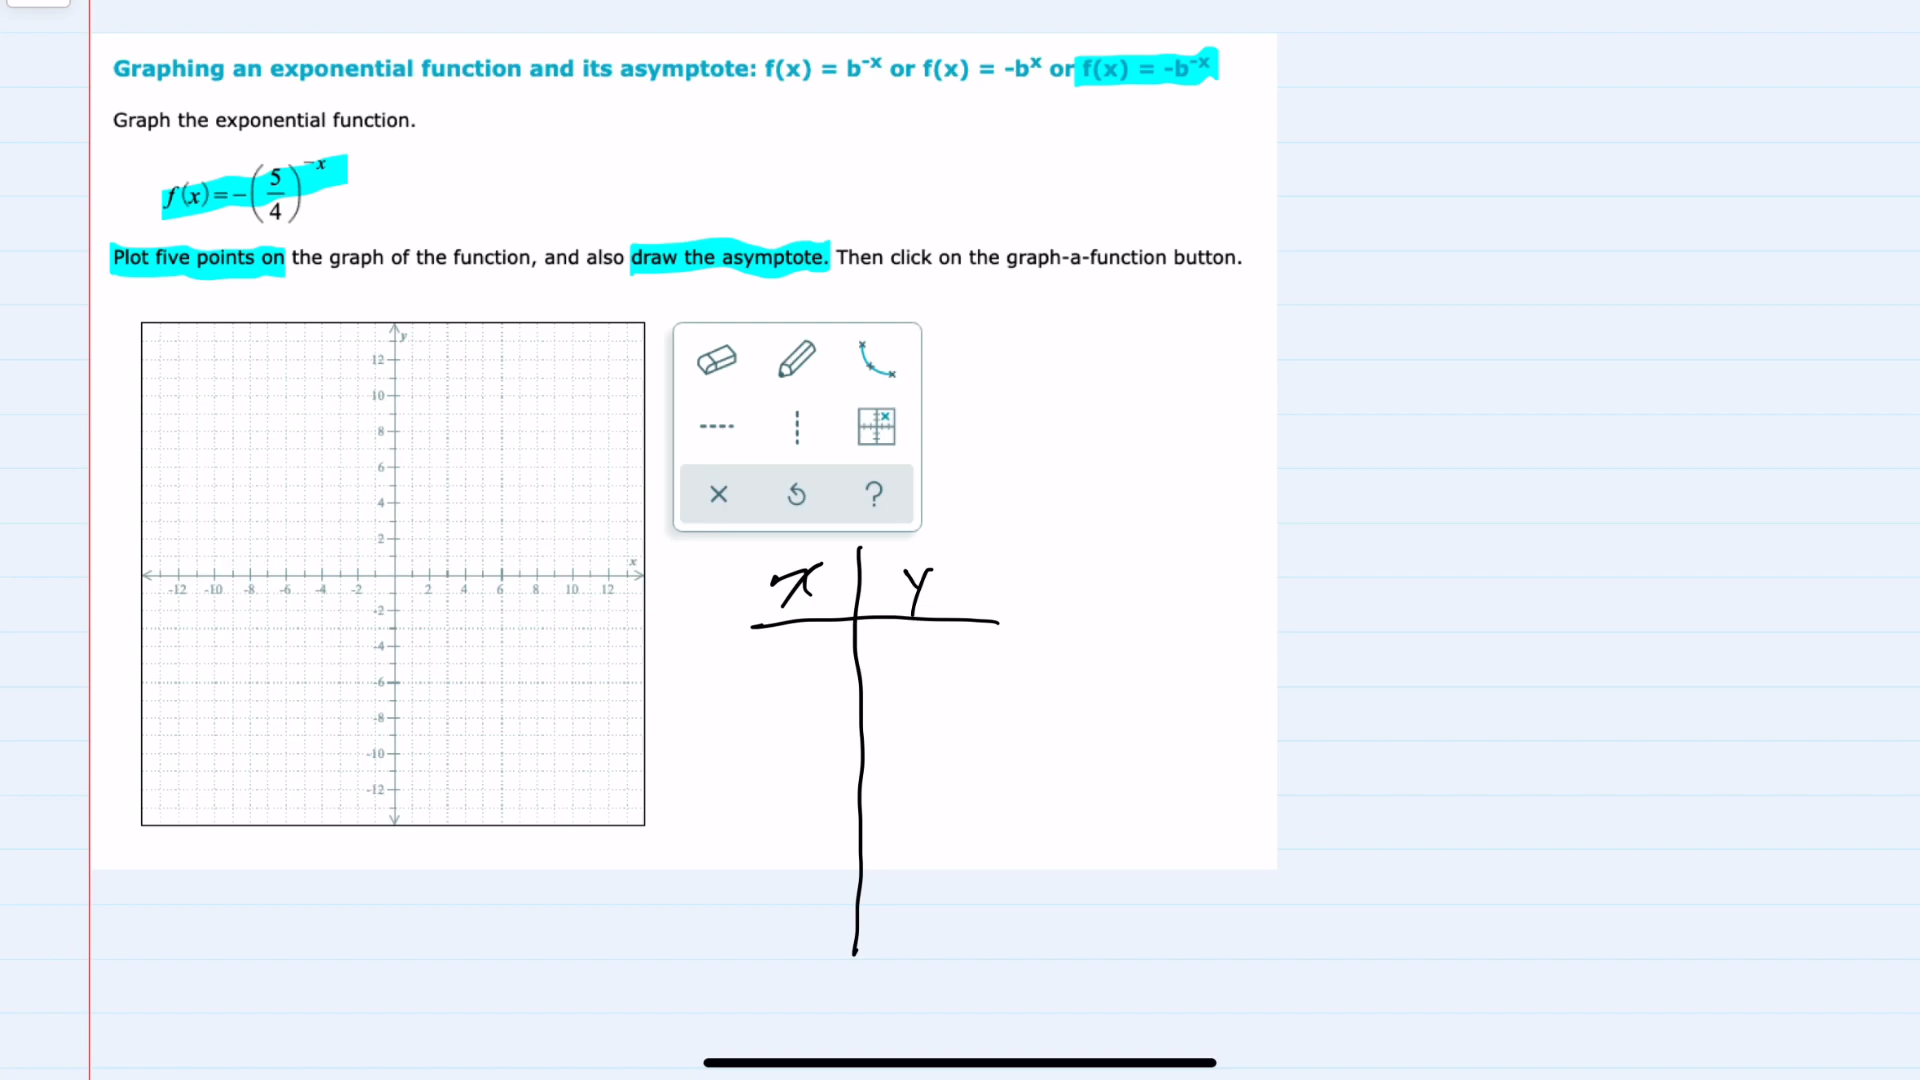 Graphing an exponential function and its asymptote: f(x) = b⁻ˣ or f(x) = -bˣ or f(x) = -b⁻ˣ
Graph the exponential function.
f(x)=-(5/4)^-x
Plot five points on the graph of the function, and also draw the asymptote. Then click on the graph-a-function button.
y
12
10
8
6
4
2
x
-12 -10 -8 -6 -4 -2 2 4 6 8 10 12
-2
-4
-6
-8
-10
-12
?
x y